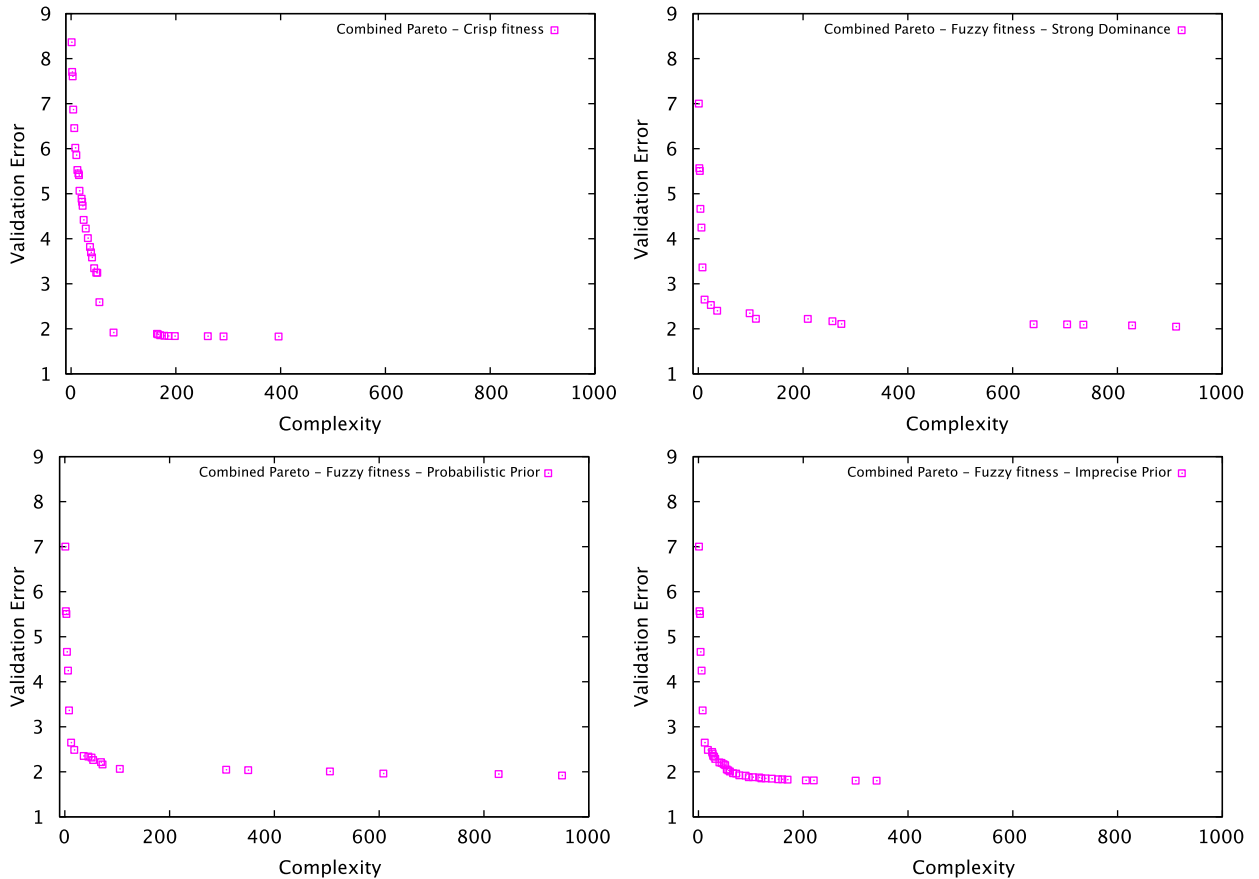 Combined Pareto – Crisp fitness
9
8
7
6
5
4
3
2
1
0 200 400 600 800 1000
Validation Error
Complexity
Combined Pareto – Fuzzy fitness – Strong Dominance
9
8
7
6
5
4
3
2
1
0 200 400 600 800 1000
Validation Error
Complexity
Combined Pareto – Fuzzy fitness – Probabilistic Prior
9
8
7
6
5
4
3
2
1
0 200 400 600 800 1000
Validation Error
Complexity
Combined Pareto – Fuzzy fitness – Imprecise Prior
9
8
7
6
5
4
3
2
1
0 200 400 600 800 1000
Validation Error
Complexity